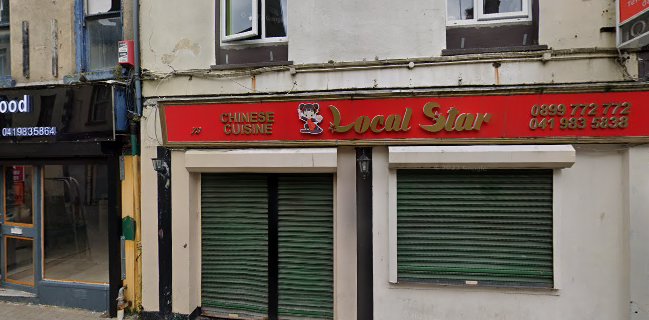 ood
0419835864
CHINESE
CUISINE
Local Star
0899 772 772
041 983 5838